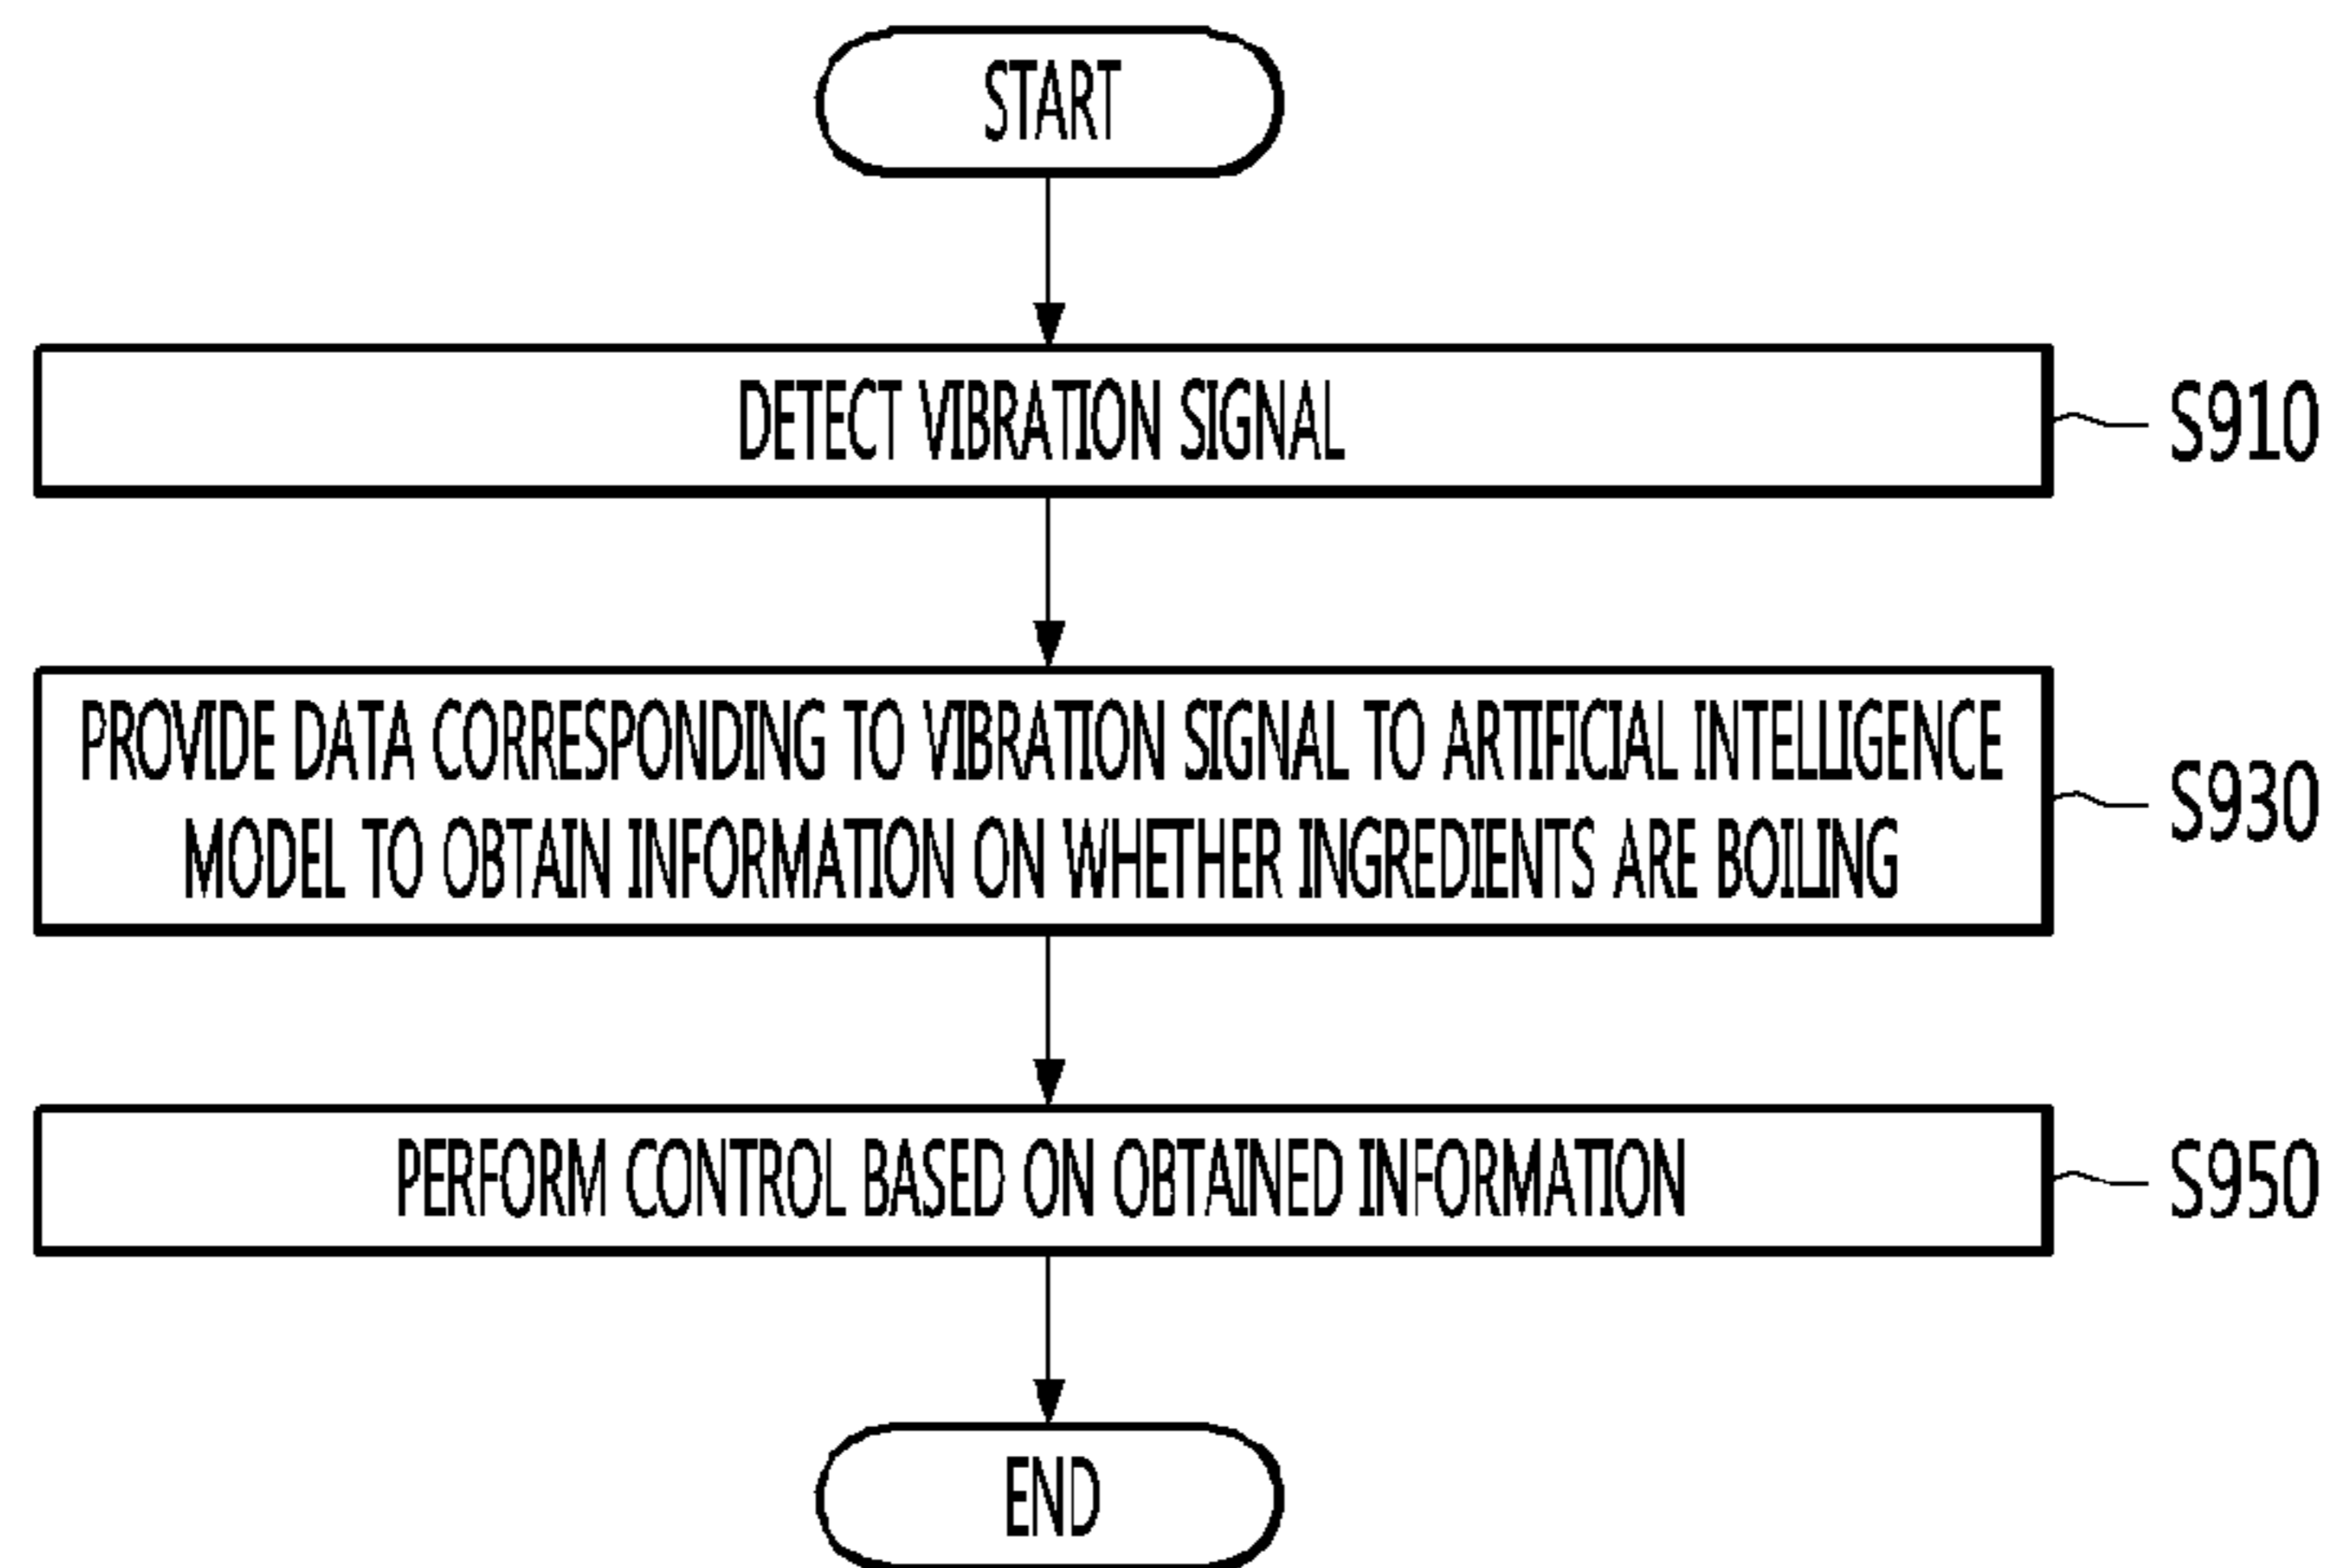 START
DETECT VIBRATION SIGNAL
S910
PROVIDE DATA CORRESPONDING TO VIBRATION SIGNAL TO ARTIFICIAL INTELLIGENCE
MODEL TO OBTAIN INFORMATION ON WHETHER INGREDIENTS ARE BOILING
S930
PERFORM CONTROL BASED ON OBTAINED INFORMATION
S950
END